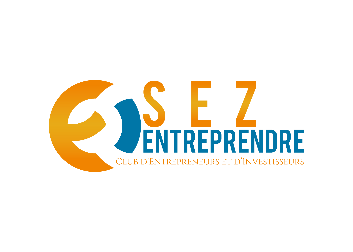 SEZ
ENTREPRENDRE
CLUB D'ENTREPRENEURS ET D'INVESTISSEURS